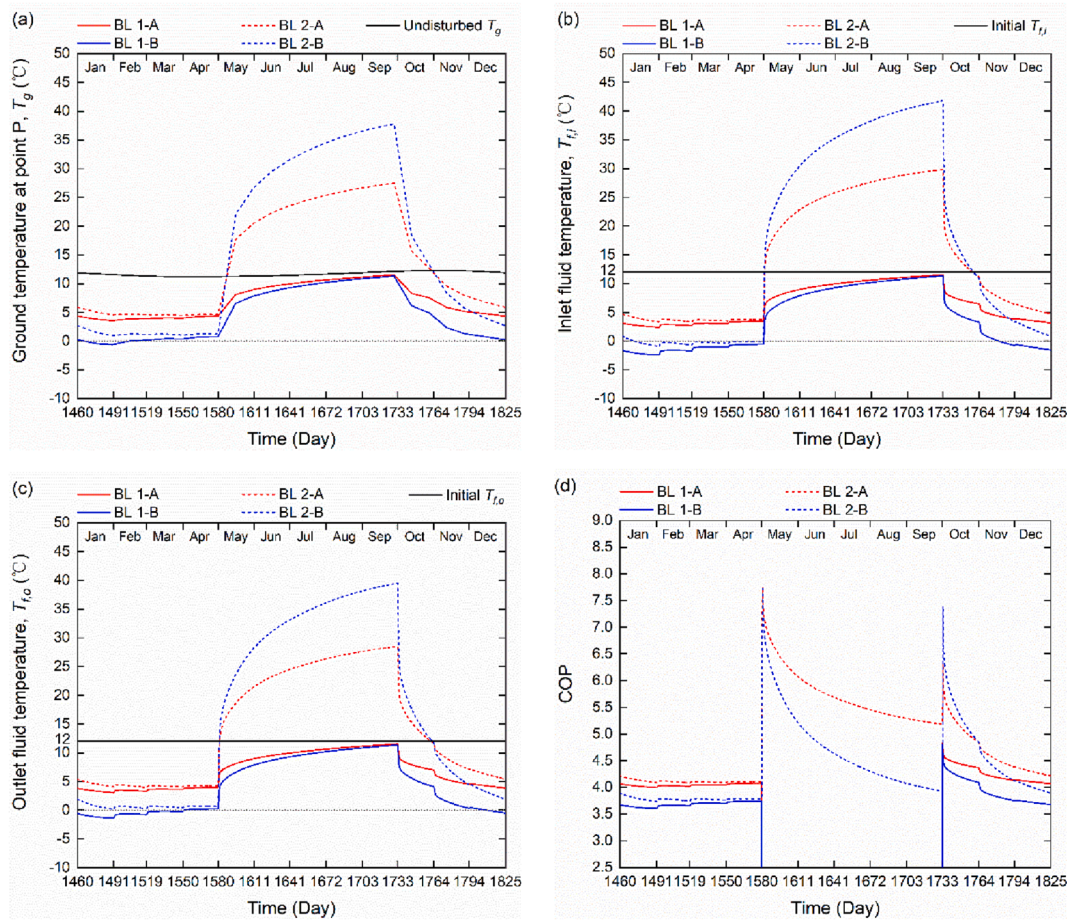 (a)
BL 1-A
BL 2-A
Undisturbed Tg
BL 1-B
BL 2-B
50
45
40
35
30
25
20
15
10
5
0
-5
-10
Jan Feb Mar Apr May Jun Jul Aug Sep Oct Nov Dec
Ground temperature at point P, Tg (℃)
1460 1491 1519 1550 1580 1611 1641 1672 1703 1733 1764 1794 1825
Time (Day)
(b)
BL 1-A
BL 2-A
Initial Tf,i
BL 1-B
BL 2-B
50
45
40
35
30
25
20
15
12
10
5
0
-5
-10
Jan Feb Mar Apr May Jun Jul Aug Sep Oct Nov Dec
Inlet fluid temperature, Tf,i (℃)
1460 1491 1519 1550 1580 1611 1641 1672 1703 1733 1764 1794 1825
Time (Day)
(c)
BL 1-A
BL 2-A
Initial Tf,o
BL 1-B
BL 2-B
50
45
40
35
30
25
20
15
12
10
5
0
-5
-10
Jan Feb Mar Apr May Jun Jul Aug Sep Oct Nov Dec
Outlet fluid temperature, Tf,o (℃)
1460 1491 1519 1550 1580 1611 1641 1672 1703 1733 1764 1794 1825
Time (Day)
(d)
BL 1-A
BL 2-A
BL 1-B
BL 2-B
9.0
8.5
8.0
7.5
7.0
6.5
6.0
5.5
5.0
4.5
4.0
3.5
3.0
2.5
Jan Feb Mar Apr May Jun Jul Aug Sep Oct Nov Dec
COP
1460 1491 1519 1550 1580 1611 1641 1672 1703 1733 1764 1794 1825
Time (Day)